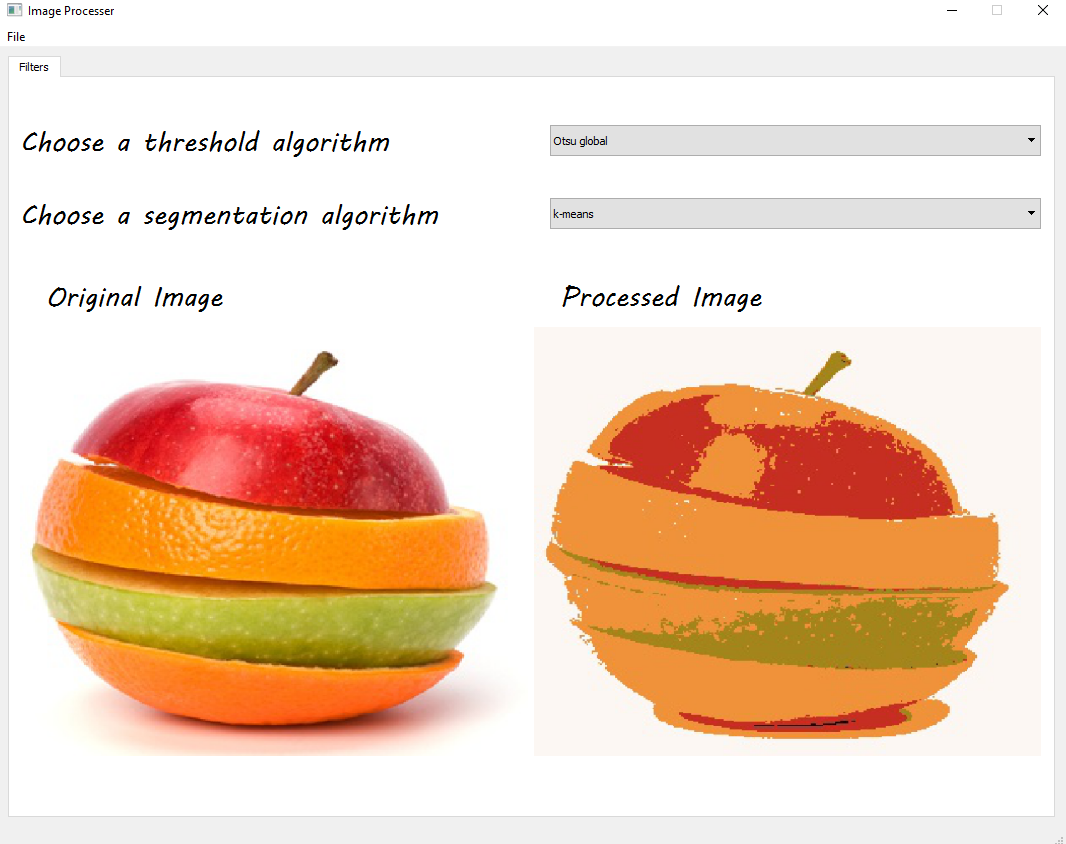 Image Processer
File
Filters
Choose a threshold algorithm
Otsu global
Choose a segmentation algorithm
k-means
Original Image
Processed Image